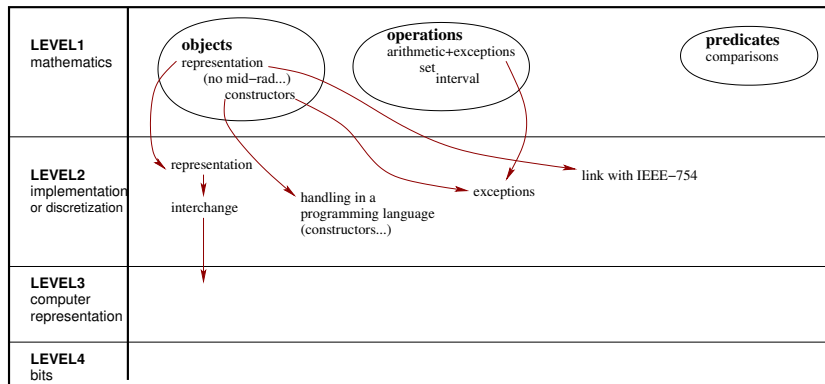 LEVEL1
mathematics
objects
representation
(no mid−rad...)
constructors
operations
arithmetic+exceptions
set
interval
predicates
comparisons
LEVEL2
implementation
or discretization
representation
interchange
handling in a
programming language
(constructors...)
exceptions
link with IEEE−754
LEVEL3
computer
representation
LEVEL4
bits